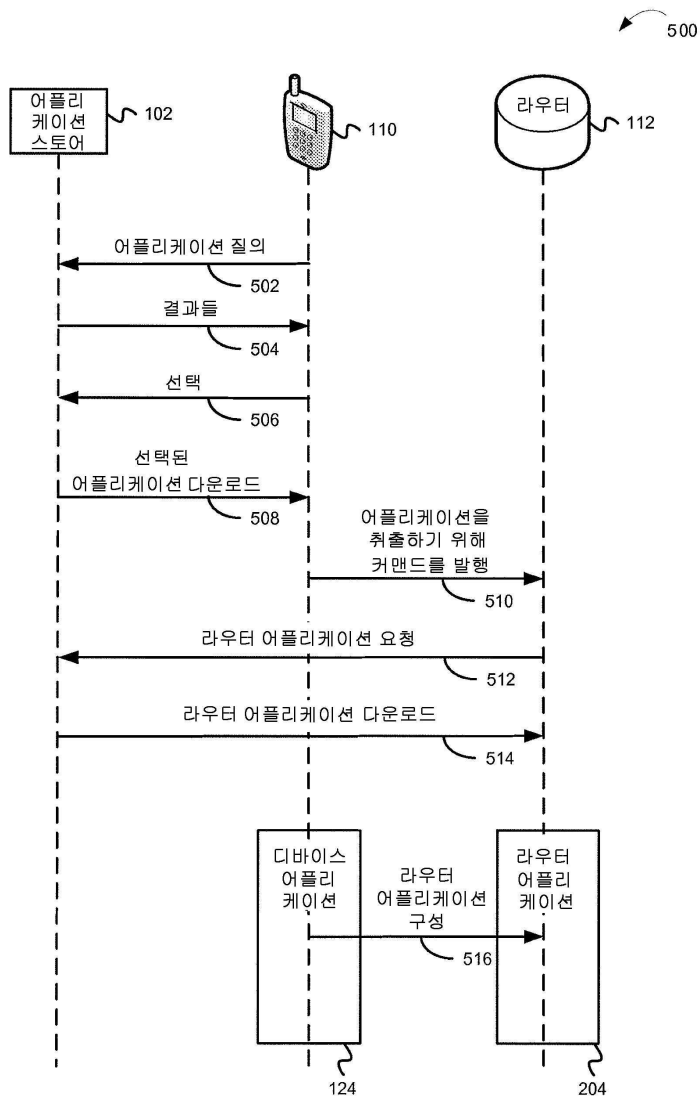 500
어플리
케이션
스토어
102
110
라우터
112
어플리케이션 질의
502
결과들
504
선택
506
선택된
어플리케이션 다운로드
508
어플리케이션을
취출하기 위해
커맨드를 발행
510
라우터 어플리케이션 요청
512
라우터 어플리케이션 다운로드
514
디바이스
어플리
케이션
라우터
어플리케이션
구성
516
라우터
어플리
케이션
124
204